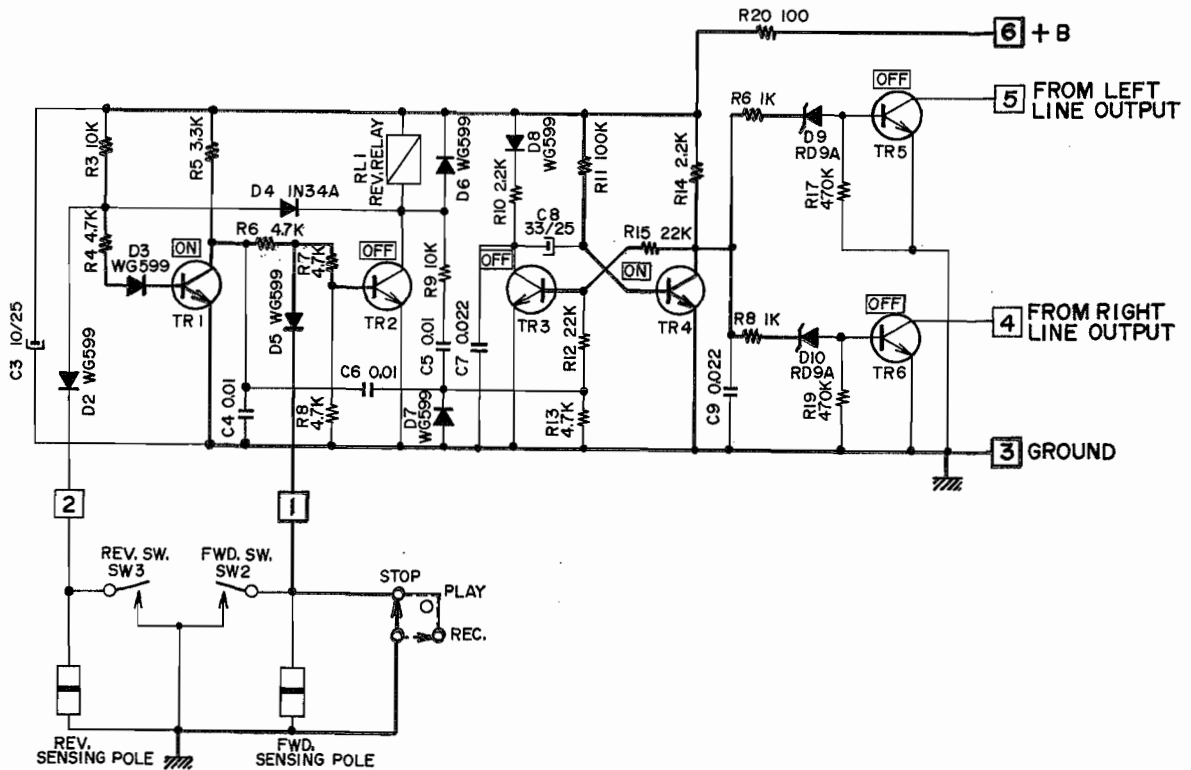 R20 100
6 + B
OFF
5 FROM LEFT
LINE OUTPUT
R6 1K
D9
RD9A
TR5
R17
470K
R3 10K
R5 3.3K
RL1
REV. RELAY
D6 WG599
D8
WG599
R11 100K
R14 2.2K
D4 1N34A
R10 2.2K
C8
33/25
R15 22K
R4 4.7K
D3
WG599
ON
R6 4.7K
R7
4.7K
OFF
R9 10K
OFF
ON
TR1
TR2
TR3
TR4
OFF
4 FROM RIGHT
LINE OUTPUT
R8 1K
D10
RD9A
TR6
R19
470K
C3 10/25
D2 WG599
D5 WG599
C5 0.01
C7 0.022
R12 22K
C6 0.01
C4 0.01
R8
4.7K
D7
WG599
R13
4.7K
C9 0.022
3 GROUND
2
1
REV. SW.
SW3
FWD. SW.
SW2
STOP
PLAY
REC.
REV.
SENSING POLE
FWD.
SENSING POLE